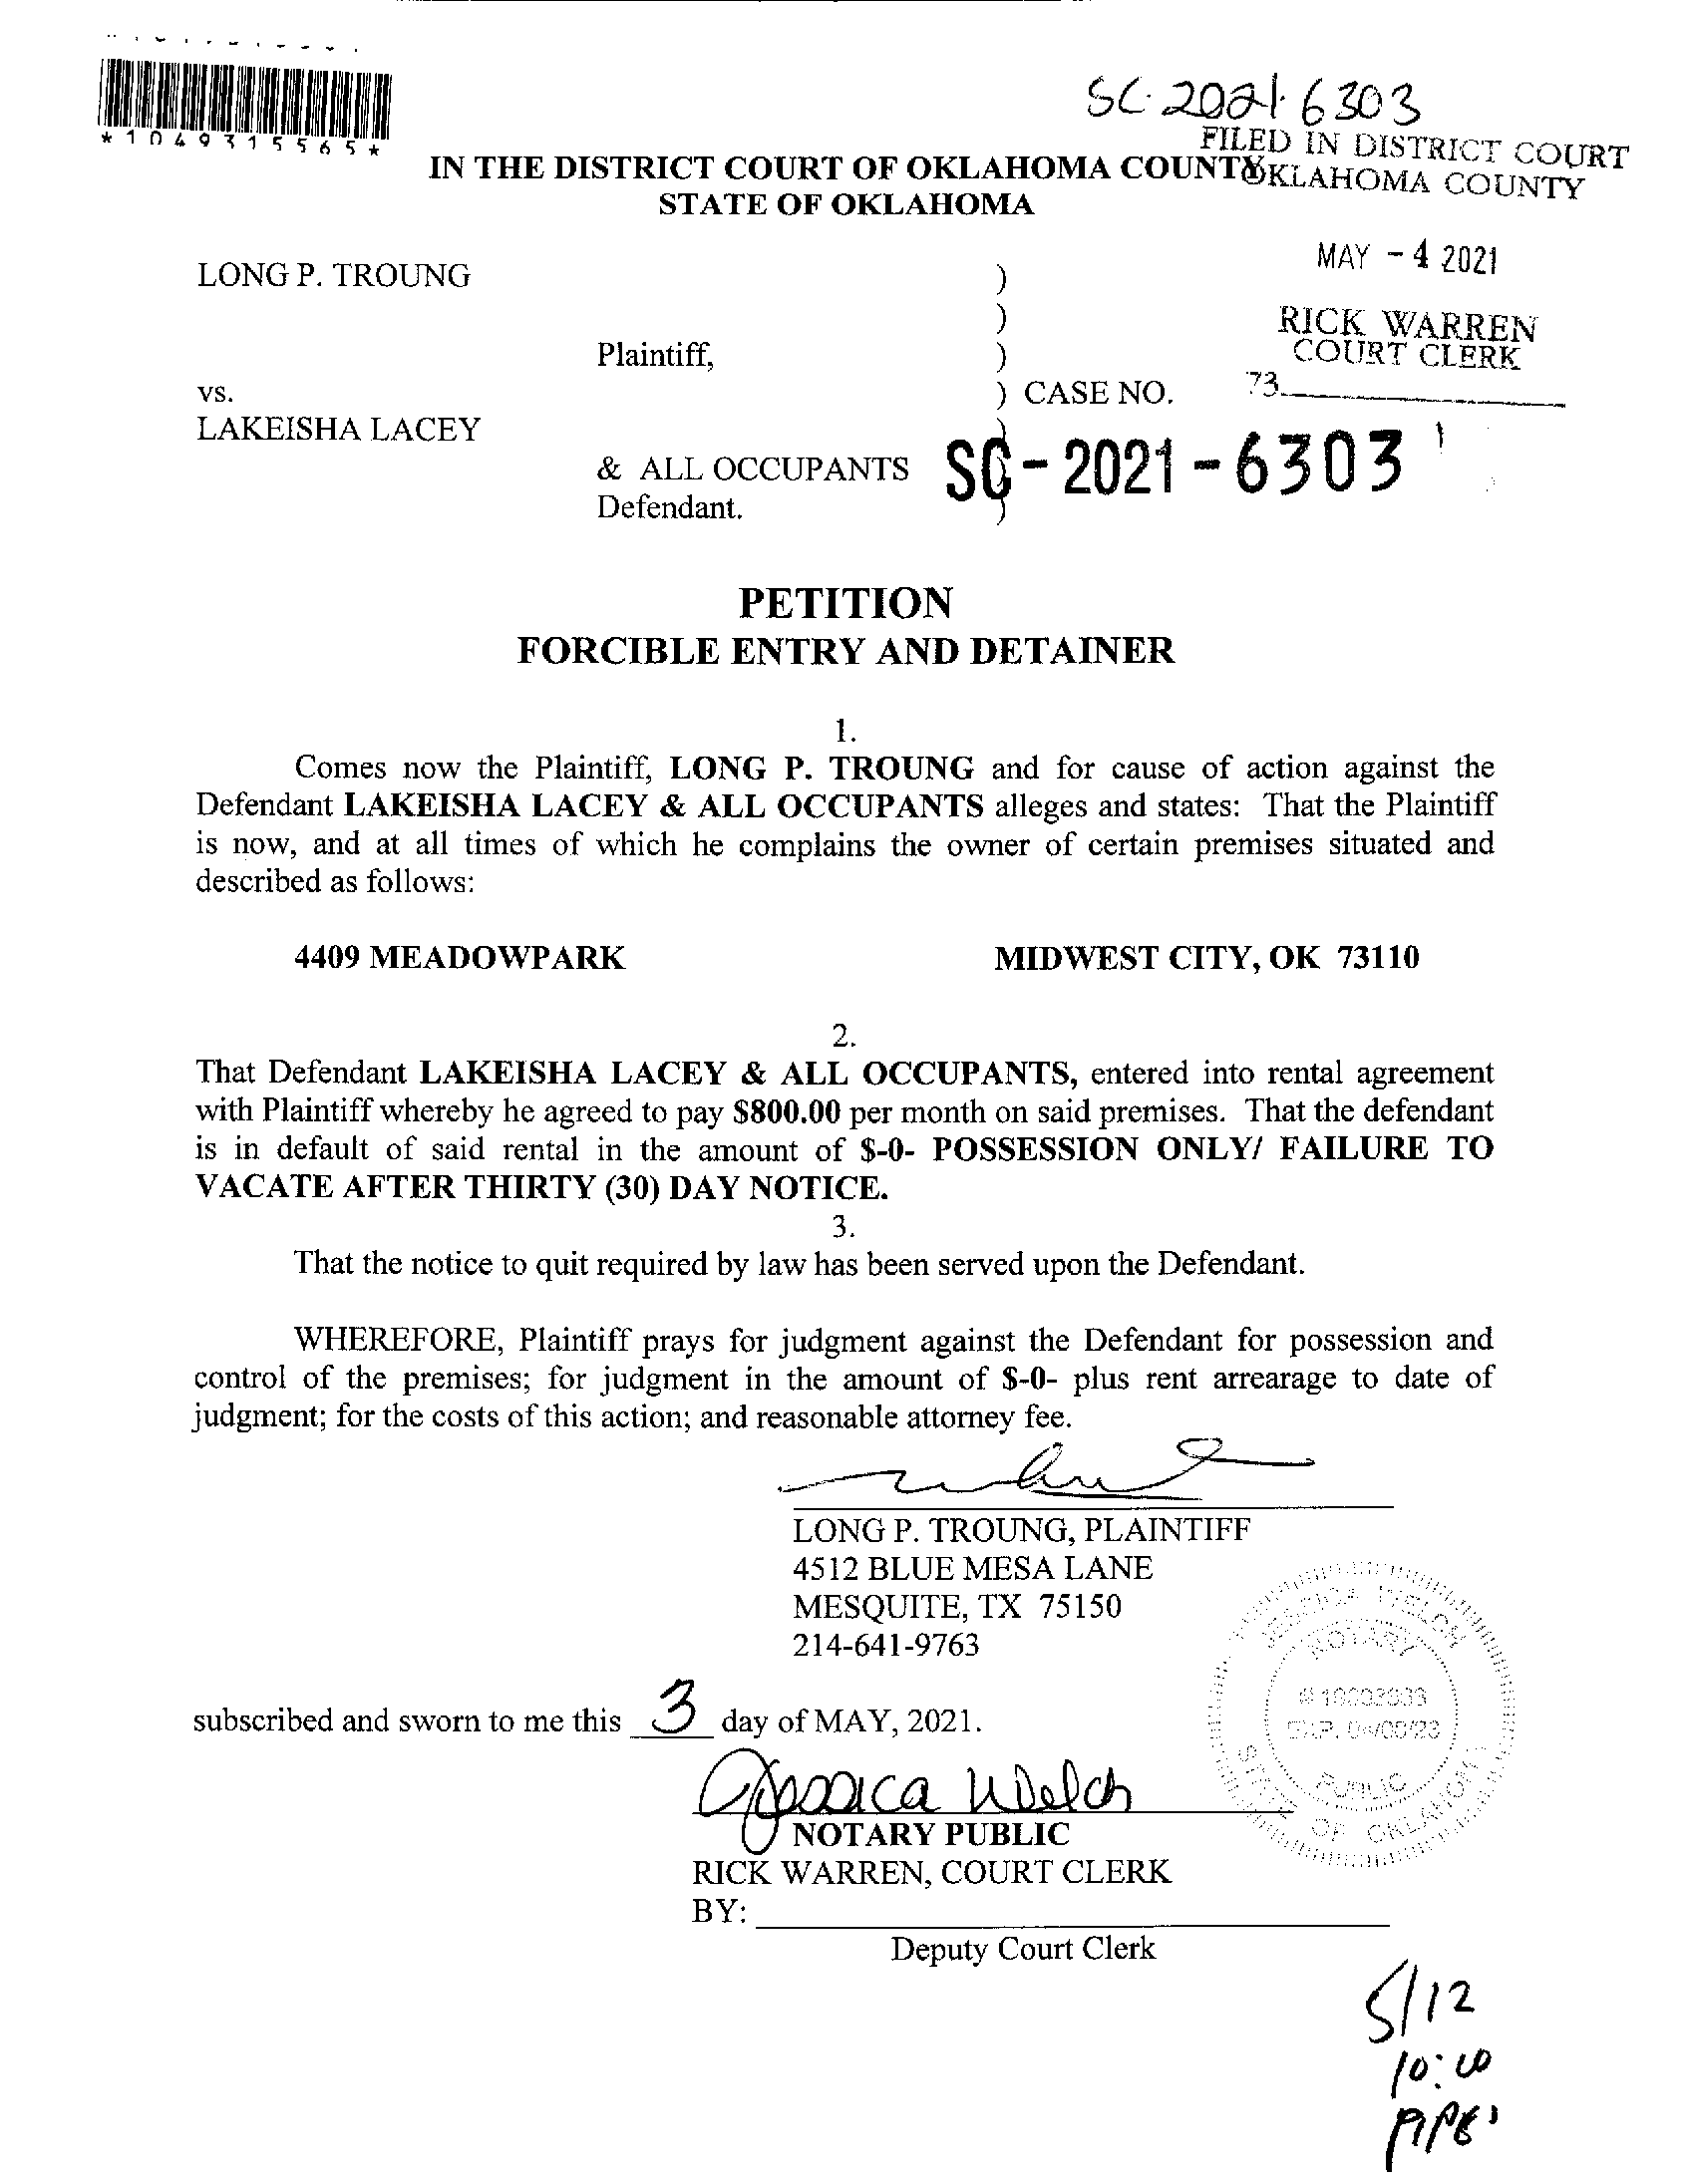 *1049315565*
SC-2021-6303
FILED IN DISTRICT COURT
OKLAHOMA COUNTY
IN THE DISTRICT COURT OF OKLAHOMA COUNTY
STATE OF OKLAHOMA
MAY - 4 2021
LONG P. TROUNG )
)
RICK WARREN
COURT CLERK
Plaintiff, )
vs. ) CASE NO.
73
LAKEISHA LACEY )
& ALL OCCUPANTS
SC-2021-6303
Defendant. )
PETITION
FORCIBLE ENTRY AND DETAINER
1.
Comes now the Plaintiff, LONG P. TROUNG and for cause of action against the
Defendant LAKEISHA LACEY & ALL OCCUPANTS alleges and states: That the Plaintiff
is now, and at all times of which he complains the owner of certain premises situated and
described as follows:
4409 MEADOWPARK MIDWEST CITY, OK 73110
2.
That Defendant LAKEISHA LACEY & ALL OCCUPANTS, entered into rental agreement
with Plaintiff whereby he agreed to pay $800.00 per month on said premises. That the defendant
is in default of said rental in the amount of $-0- POSSESSION ONLY/ FAILURE TO
VACATE AFTER THIRTY (30) DAY NOTICE.
3.
That the notice to quit required by law has been served upon the Defendant.
WHEREFORE, Plaintiff prays for judgment against the Defendant for possession and
control of the premises; for judgment in the amount of $-0- plus rent arrearage to date of
judgment; for the costs of this action; and reasonable attorney fee.
LONG P. TROUNG, PLAINTIFF
4512 BLUE MESA LANE
MESQUITE, TX 75150
214-641-9763
subscribed and sworn to me this 3 day of MAY, 2021.
Jessica Welch
NOTARY PUBLIC
RICK WARREN, COURT CLERK
BY:
Deputy Court Clerk
NOTARY
PUBLIC
STATE OF OKLAHOMA
5/12
10:00